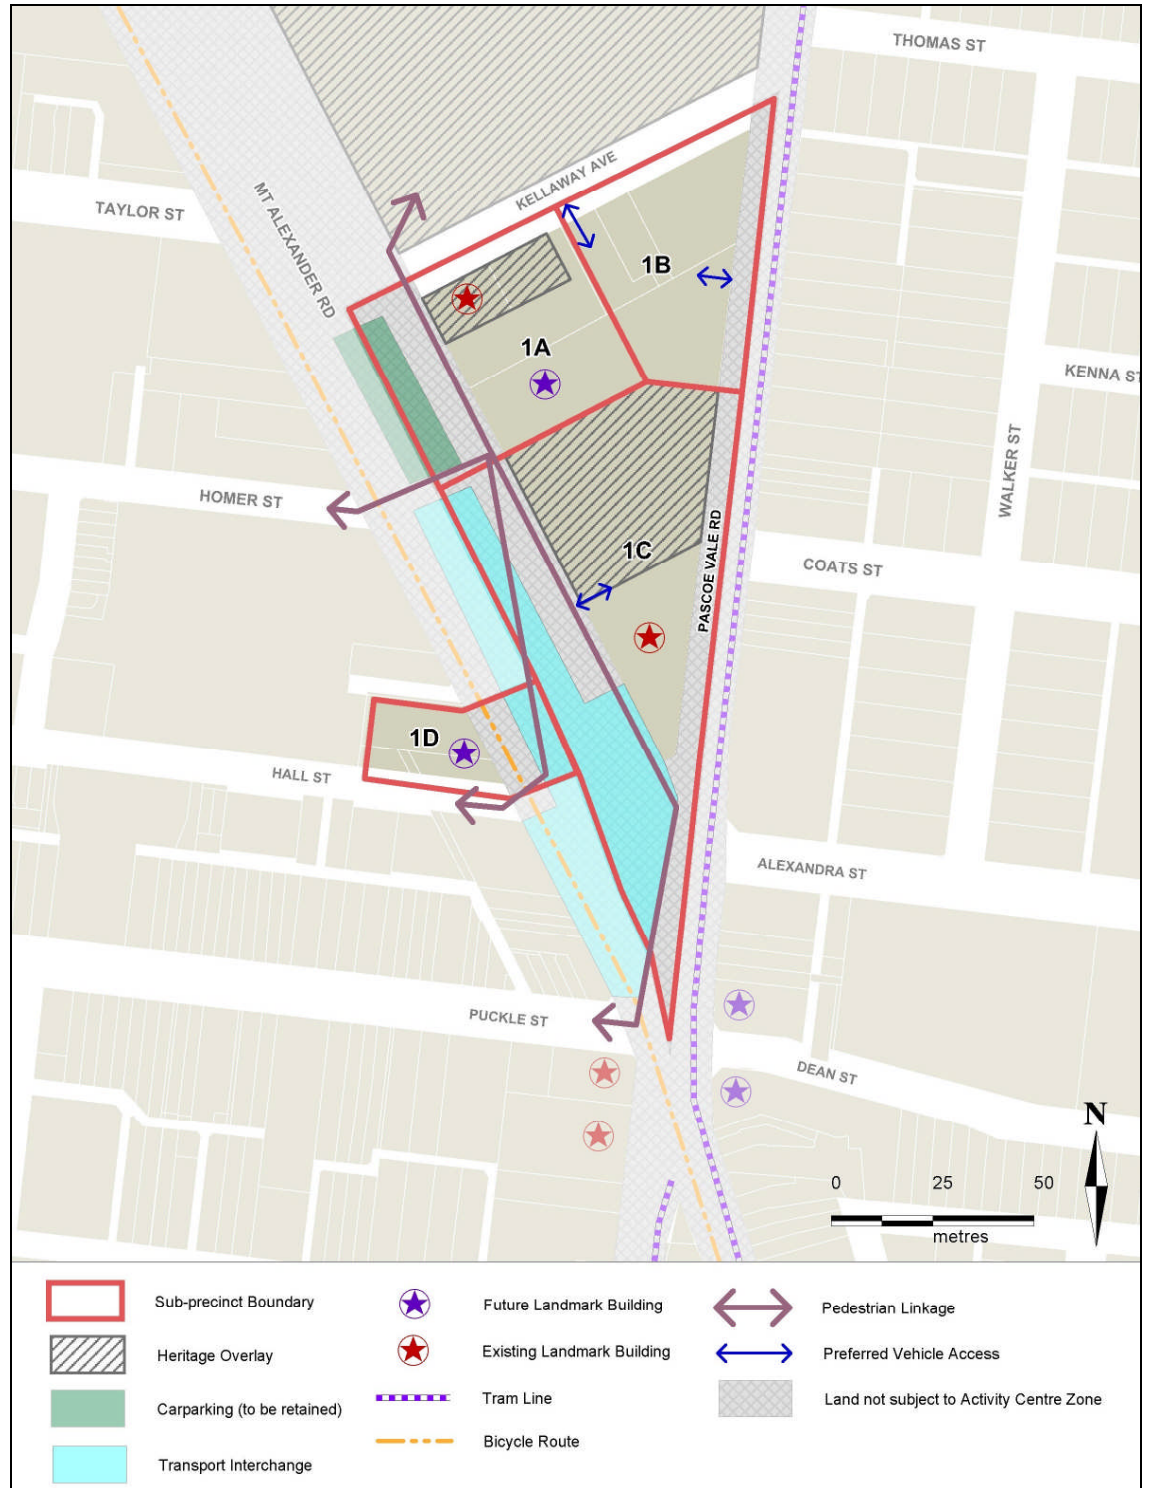 THOMAS ST
KELLAWAY AVE
TAYLOR ST
MT ALEXANDER RD
1B
1A
KENNA ST
WALKER ST
HOMER ST
PASCOE VALE RD
1C
COATS ST
1D
HALL ST
ALEXANDRA ST
PUCKLE ST
DEAN ST
N
0 25 50
metres
Sub-precinct Boundary
Future Landmark Building
Pedestrian Linkage
Heritage Overlay
Existing Landmark Building
Preferred Vehicle Access
Carparking (to be retained)
Tram Line
Land not subject to Activity Centre Zone
Transport Interchange
Bicycle Route